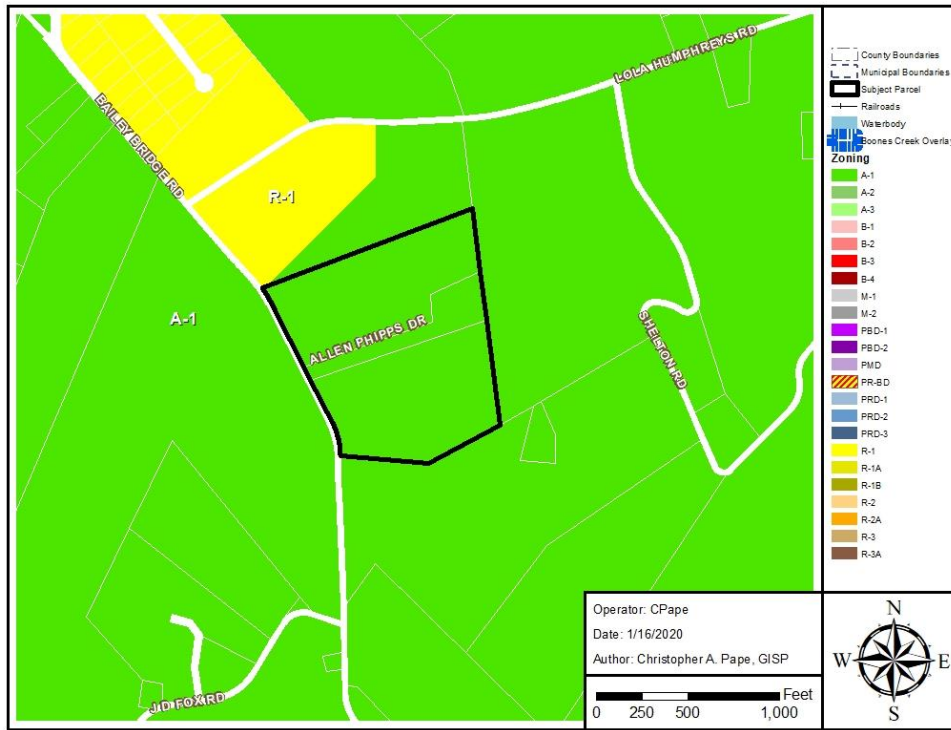 LOLA HUMPHREYS RD
BAILEY BRIDGE RD
R-1
A-1
ALLEN PHIPPS DR
SHELTON RD
J D FOX RD
County Boundaries
Municipal Boundaries
Subject Parcel
Railroads
Waterbody
Boones Creek Overlay
Zoning
A-1
A-2
A-3
B-1
B-2
B-3
B-4
M-1
M-2
PBD-1
PBD-2
PMD
PR-BD
PRD-1
PRD-2
PRD-3
R-1
R-1A
R-1B
R-2
R-2A
R-3
R-3A
Operator: CPape
Date: 1/16/2020
Author: Christopher A. Pape, GISP
Feet
0 250 500 1,000
N
W E
S